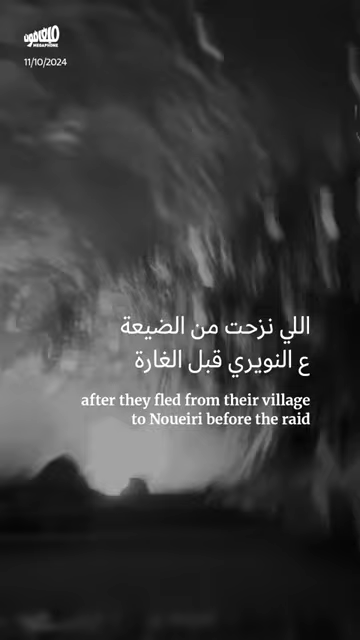 ميغافون
MEGAPHONE
11/10/2024
اللي نزحت من الضيعة
ع النويري قبل الغارة
after they fled from their village
to Noueiri before the raid